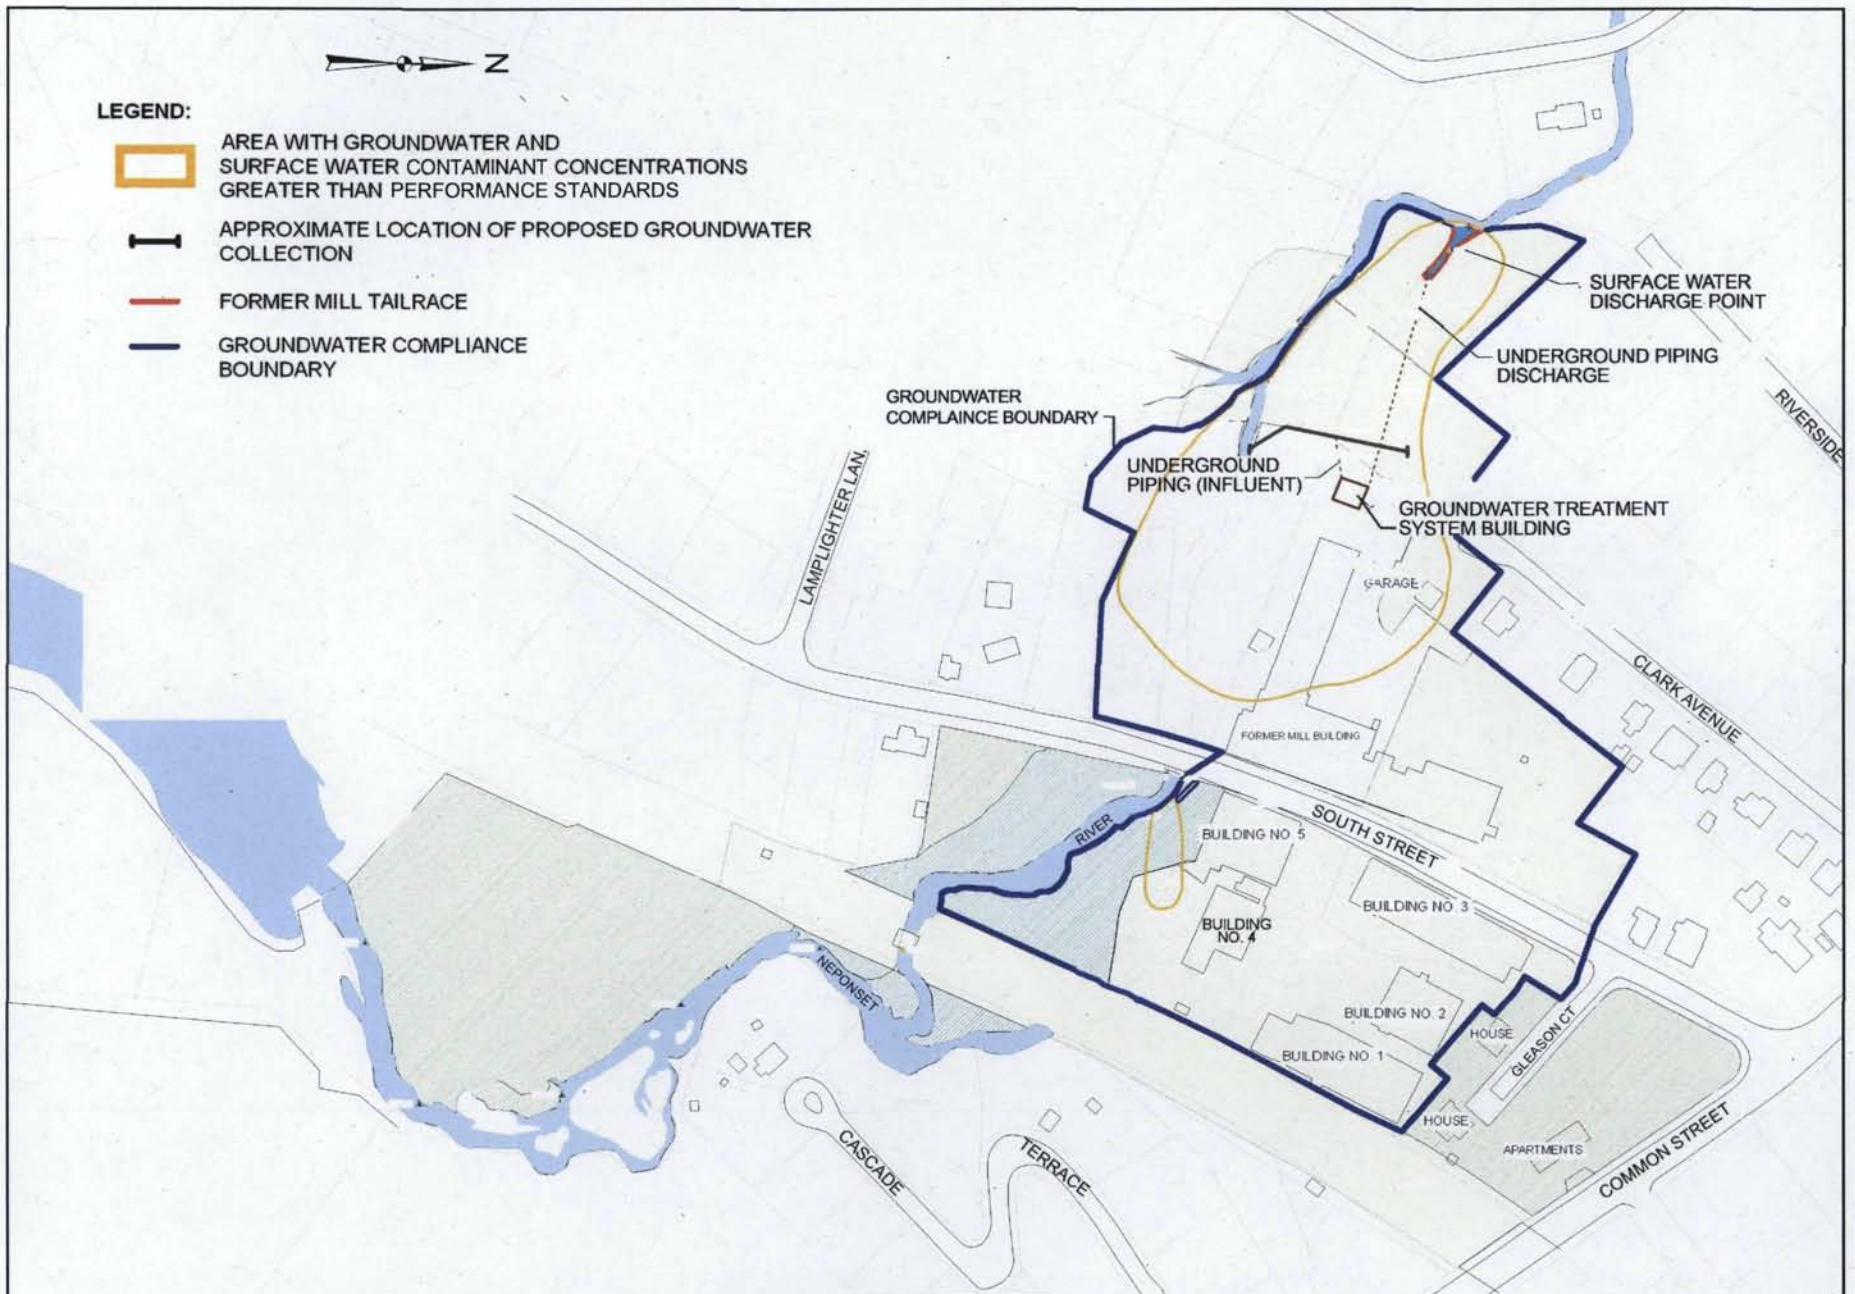 N
LEGEND:
AREA WITH GROUNDWATER AND
SURFACE WATER CONTAMINANT CONCENTRATIONS
GREATER THAN PERFORMANCE STANDARDS
APPROXIMATE LOCATION OF PROPOSED GROUNDWATER
COLLECTION
FORMER MILL TAILRACE
GROUNDWATER COMPLIANCE
BOUNDARY
SURFACE WATER
DISCHARGE POINT
UNDERGROUND PIPING
DISCHARGE
RIVERSIDE
GROUNDWATER
COMPLAINCE BOUNDARY
UNDERGROUND
PIPING (INFLUENT)
GROUNDWATER TREATMENT
SYSTEM BUILDING
LAMPLIGHTER LAN.
GARAGE
CLARK AVENUE
FORMER MILL BUILDING
SOUTH STREET
RIVER
BUILDING NO. 5
BUILDING NO. 3
BUILDING
NO. 4
NEPONSET
BUILDING NO. 2
HOUSE
GLEASON CT
BUILDING NO. 1
HOUSE
APARTMENTS
COMMON STREET
CASCADE
TERRACE